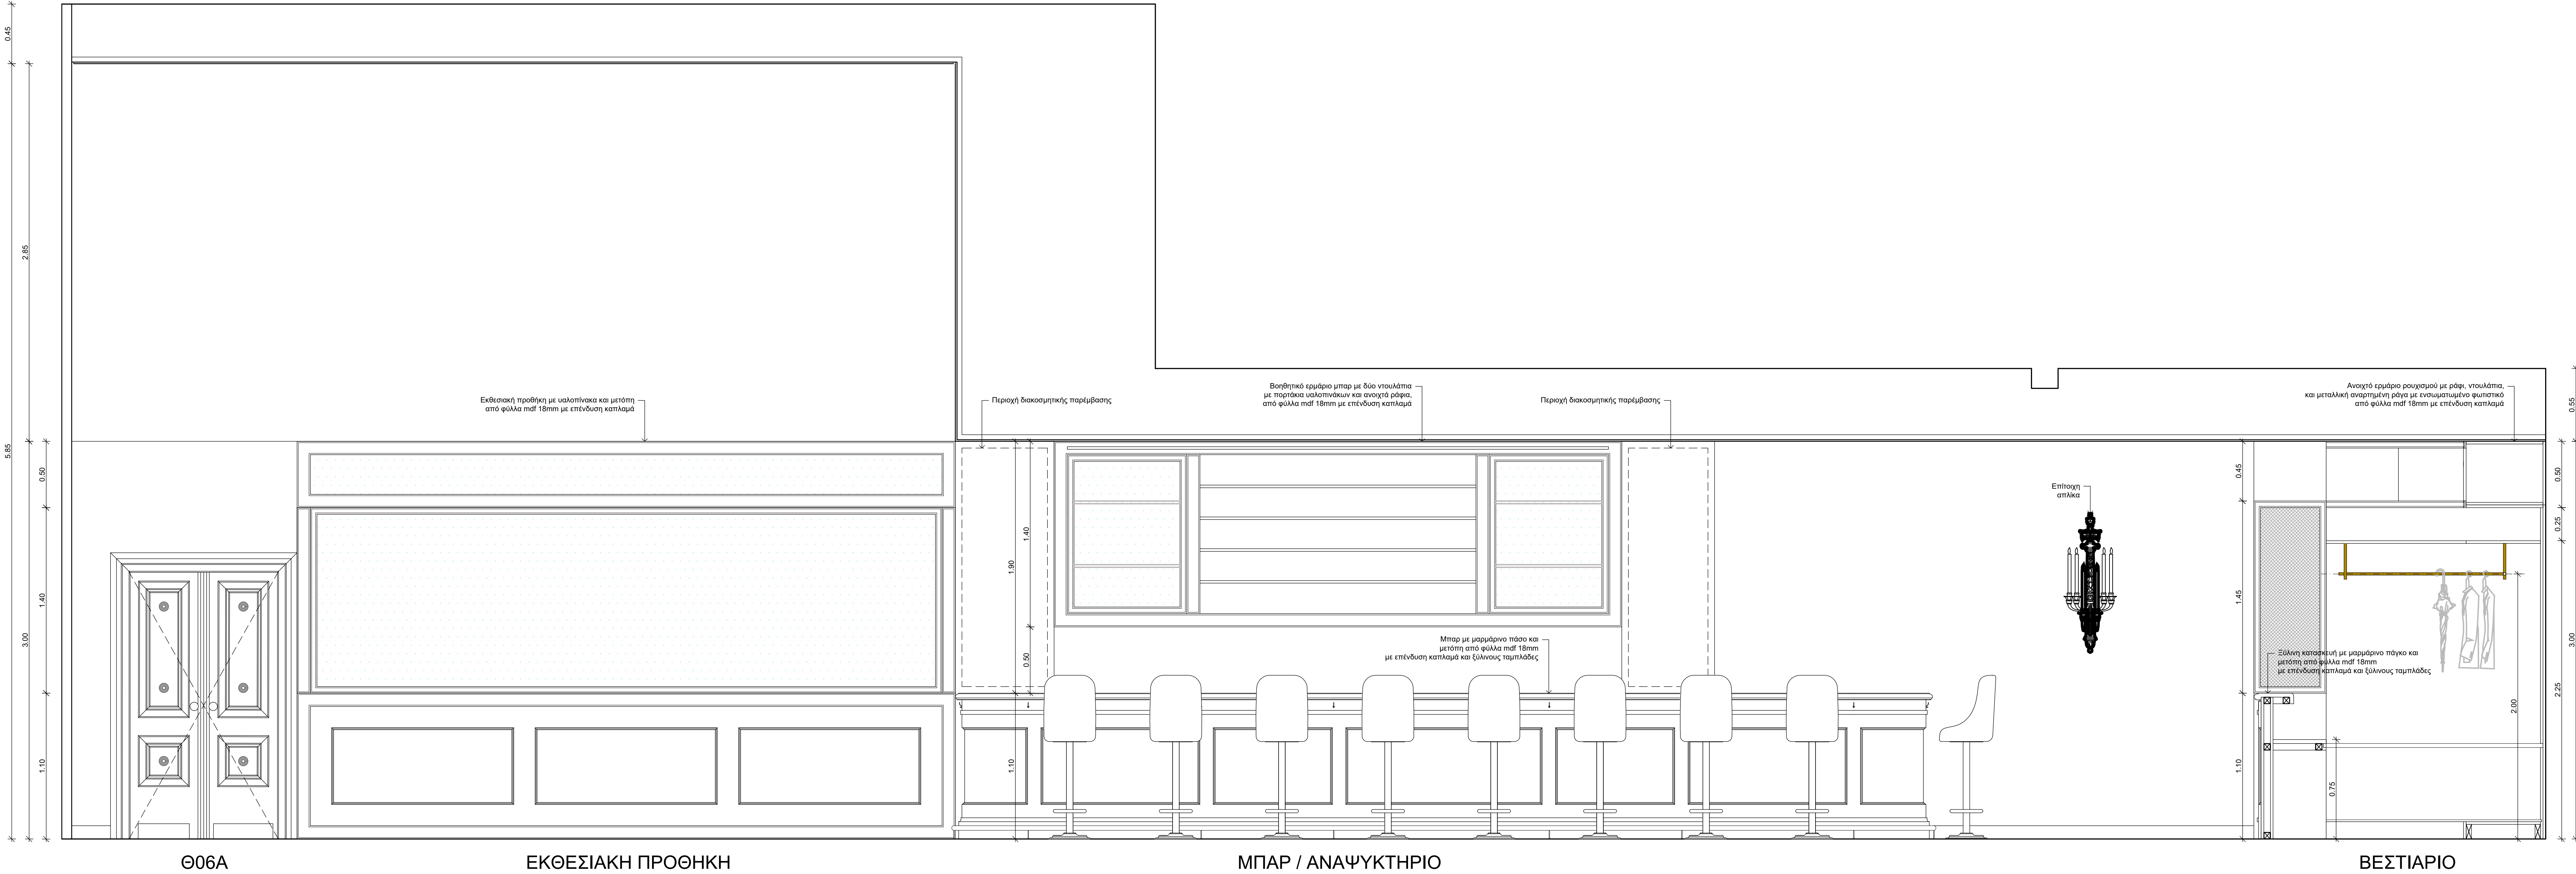 0.45
5.85
2.85
3.00
0.50
1.40
1.10
Εκθεσιακή προθήκη με υαλοπίνακα και μετόπη
από φύλλα mdf 18mm με επένδυση καπλαμά
Περιοχή διακοσμητικής παρέμβασης
Βοηθητικό ερμάριο μπαρ με δύο ντουλάπια
με πορτάκια υαλοπινάκων και ανοιχτά ράφια,
από φύλλα mdf 18mm με επένδυση καπλαμά
Περιοχή διακοσμητικής παρέμβασης
Ανοιχτό ερμάριο ρουχισμού με ράφι, ντουλάπια,
και μεταλλική αναρτημένη ράγα με ενσωματωμένο φωτιστικό
από φύλλα mdf 18mm με επένδυση καπλαμά
1.90
1.10
1.40
0.50
Μπαρ με μαρμάρινο πάσο και
μετόπη από φύλλα mdf 18mm
με επένδυση καπλαμά και ξύλινους ταμπλάδες
Επίτοιχη
απλίκα
0.45
1.45
1.10
Ξύλινη κατασκευή με μαρμάρινο πάγκο και
μετόπη από φύλλα mdf 18mm
με επένδυση καπλαμά και ξύλινους ταμπλάδες
0.75
2.00
0.55
0.50
0.25
3.00
2.25
Θ06Α
ΕΚΘΕΣΙΑΚΗ ΠΡΟΘΗΚΗ
ΜΠΑΡ / ΑΝΑΨΥΚΤΗΡΙΟ
ΒΕΣΤΙΑΡΙΟ